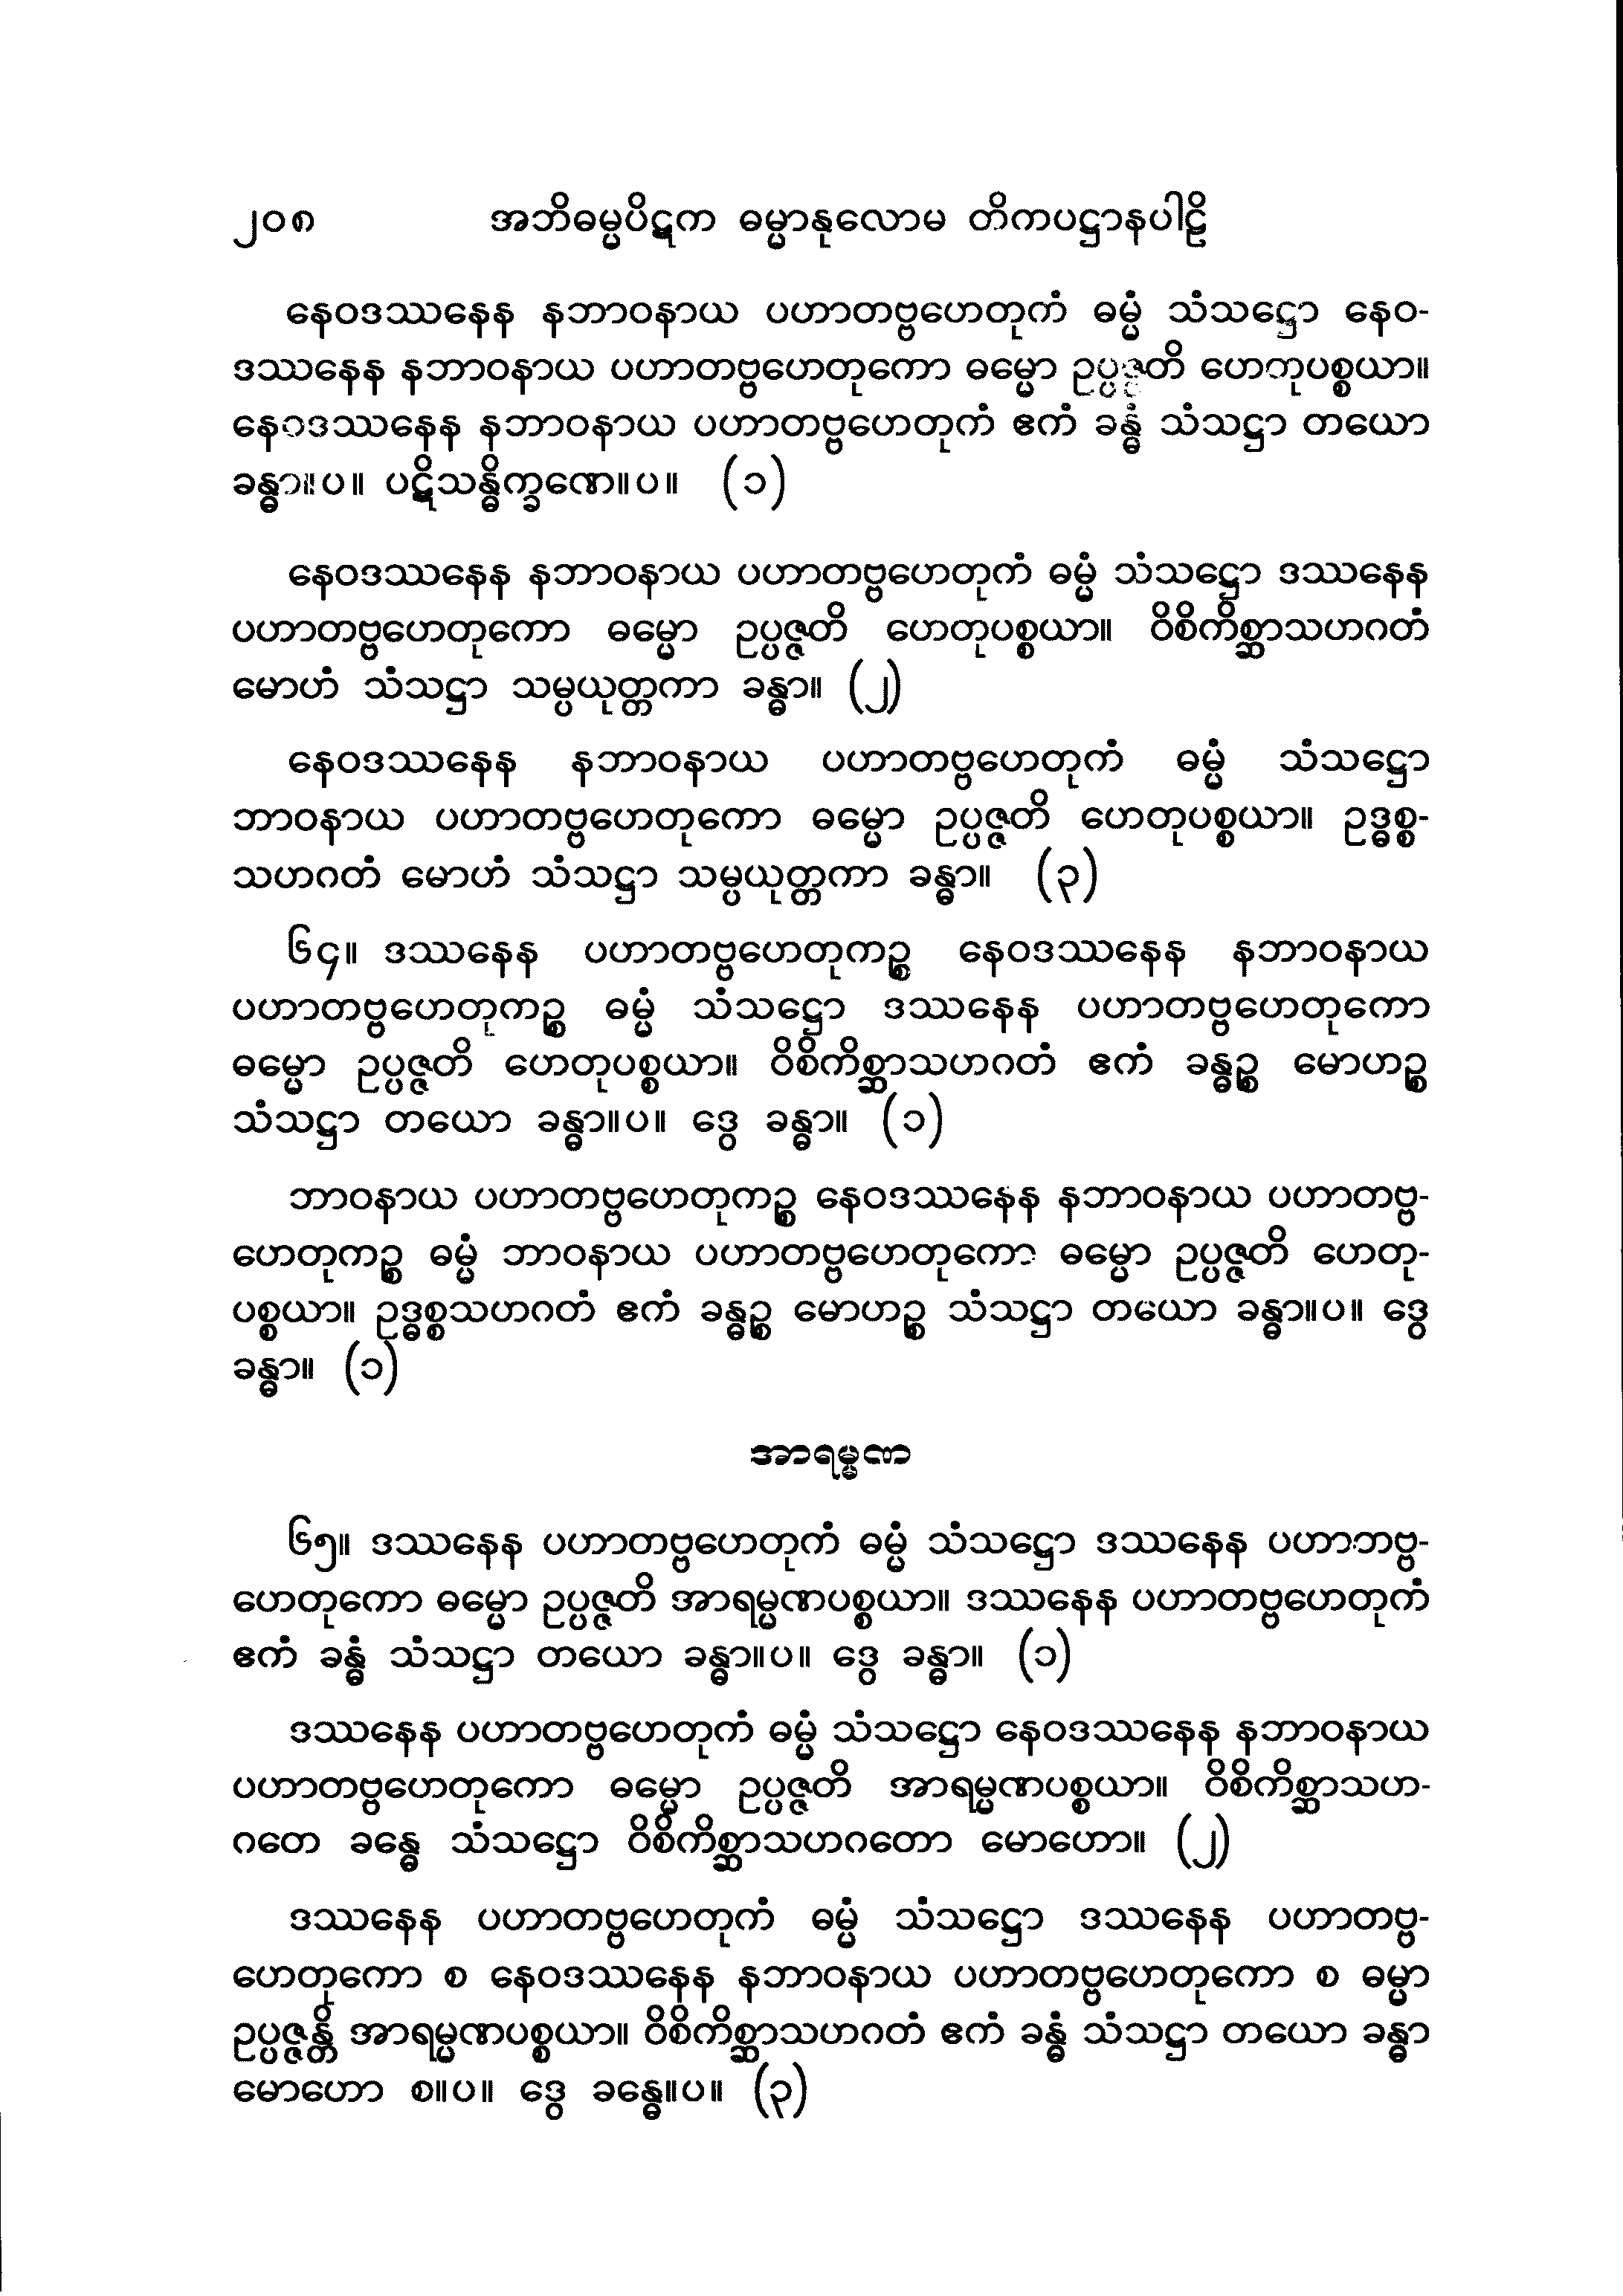 ၂၀၈ အဘိဓမ္မပိဋက ဓမ္မာနုလောမ တိကပဋ္ဌာနပါဠိ
နေဝဒဿနေန နဘာဝနာယ ပဟာတဗ္ဗဟေတုကံ ဓမ္မံ သံသဋ္ဌော နေဝ-
ဒဿနေန နဘာဝနာယ ပဟာတဗ္ဗဟေတုကော ဓမ္မော ဥပ္ပဇ္ဇတိ ဟေတုပစ္စယာ။
နေဝဒဿနေန နဘာဝနာယ ပဟာတဗ္ဗဟေတုကံ ဧကံ ခန္ဓံ သံသဋ္ဌာ တယော
ခန္ဓာ။ပ။ ပဋိသန္ဓိက္ခဏေ။ပ။ (၁)
နေဝဒဿနေန နဘာဝနာယ ပဟာတဗ္ဗဟေတုကံ ဓမ္မံ သံသဋ္ဌော ဒဿနေန
ပဟာတဗ္ဗဟေတုကော ဓမ္မော ဥပ္ပဇ္ဇတိ ဟေတုပစ္စယာ။ ဝိစိကိစ္ဆာသဟဂတံ
မောဟံ သံသဋ္ဌာ သမ္ပယုတ္တကာ ခန္ဓာ။ (၂)
နေဝဒဿနေန နဘာဝနာယ ပဟာတဗ္ဗဟေတုကံ ဓမ္မံ သံသဋ္ဌော
ဘာဝနာယ ပဟာတဗ္ဗဟေတုကော ဓမ္မော ဥပ္ပဇ္ဇတိ ဟေတုပစ္စယာ။ ဥဒ္ဓစ္စ-
သဟဂတံ မောဟံ သံသဋ္ဌာ သမ္ပယုတ္တကာ ခန္ဓာ။ (၃)
၆၄။ ဒဿနေန ပဟာတဗ္ဗဟေတုကဉ္စ နေဝဒဿနေန နဘာဝနာယ
ပဟာတဗ္ဗဟေတုကဉ္စ ဓမ္မံ သံသဋ္ဌော ဒဿနေန ပဟာတဗ္ဗဟေတုကော
ဓမ္မော ဥပ္ပဇ္ဇတိ ဟေတုပစ္စယာ။ ဝိစိကိစ္ဆာသဟဂတံ ဧကံ ခန္ဓဉ္စ မောဟဉ္စ
သံသဋ္ဌာ တယော ခန္ဓာ။ပ။ ဒွေ ခန္ဓာ။ (၁)
ဘာဝနာယ ပဟာတဗ္ဗဟေတုကဉ္စ နေဝဒဿနေန နဘာဝနာယ ပဟာတဗ္ဗ-
ဟေတုကဉ္စ ဓမ္မံ ဘာဝနာယ ပဟာတဗ္ဗဟေတုကော ဓမ္မော ဥပ္ပဇ္ဇတိ ဟေတု-
ပစ္စယာ။ ဥဒ္ဓစ္စသဟဂတံ ဧကံ ခန္ဓဉ္စ မောဟဉ္စ သံသဋ္ဌာ တယော ခန္ဓာ။ပ။ ဒွေ
ခန္ဓာ။ (၁)
အာရမ္မဏ
၆၅။ ဒဿနေန ပဟာတဗ္ဗဟေတုကံ ဓမ္မံ သံသဋ္ဌော ဒဿနေန ပဟာတဗ္ဗ-
ဟေတုကော ဓမ္မော ဥပ္ပဇ္ဇတိ အာရမ္မဏပစ္စယာ။ ဒဿနေန ပဟာတဗ္ဗဟေတုကံ
ဧကံ ခန္ဓံ သံသဋ္ဌာ တယော ခန္ဓာ။ပ။ ဒွေ ခန္ဓာ။ (၁)
ဒဿနေန ပဟာတဗ္ဗဟေတုကံ ဓမ္မံ သံသဋ္ဌော နေဝဒဿနေန နဘာဝနာယ
ပဟာတဗ္ဗဟေတုကော ဓမ္မော ဥပ္ပဇ္ဇတိ အာရမ္မဏပစ္စယာ။ ဝိစိကိစ္ဆာသဟ-
ဂတေ ခန္ဓေ သံသဋ္ဌော ဝိစိကိစ္ဆာသဟဂတော မောဟော။ (၂)
ဒဿနေန ပဟာတဗ္ဗဟေတုကံ ဓမ္မံ သံသဋ္ဌော ဒဿနေန ပဟာတဗ္ဗ-
ဟေတုကော စ နေဝဒဿနေန နဘာဝနာယ ပဟာတဗ္ဗဟေတုကော စ ဓမ္မာ
ဥပ္ပဇ္ဇန္တိ အာရမ္မဏပစ္စယာ။ ဝိစိကိစ္ဆာသဟဂတံ ဧကံ ခန္ဓံ သံသဋ္ဌာ တယော ခန္ဓာ
မောဟော စ။ပ။ ဒွေ ခန္ဓေ။ပ။ (၃)